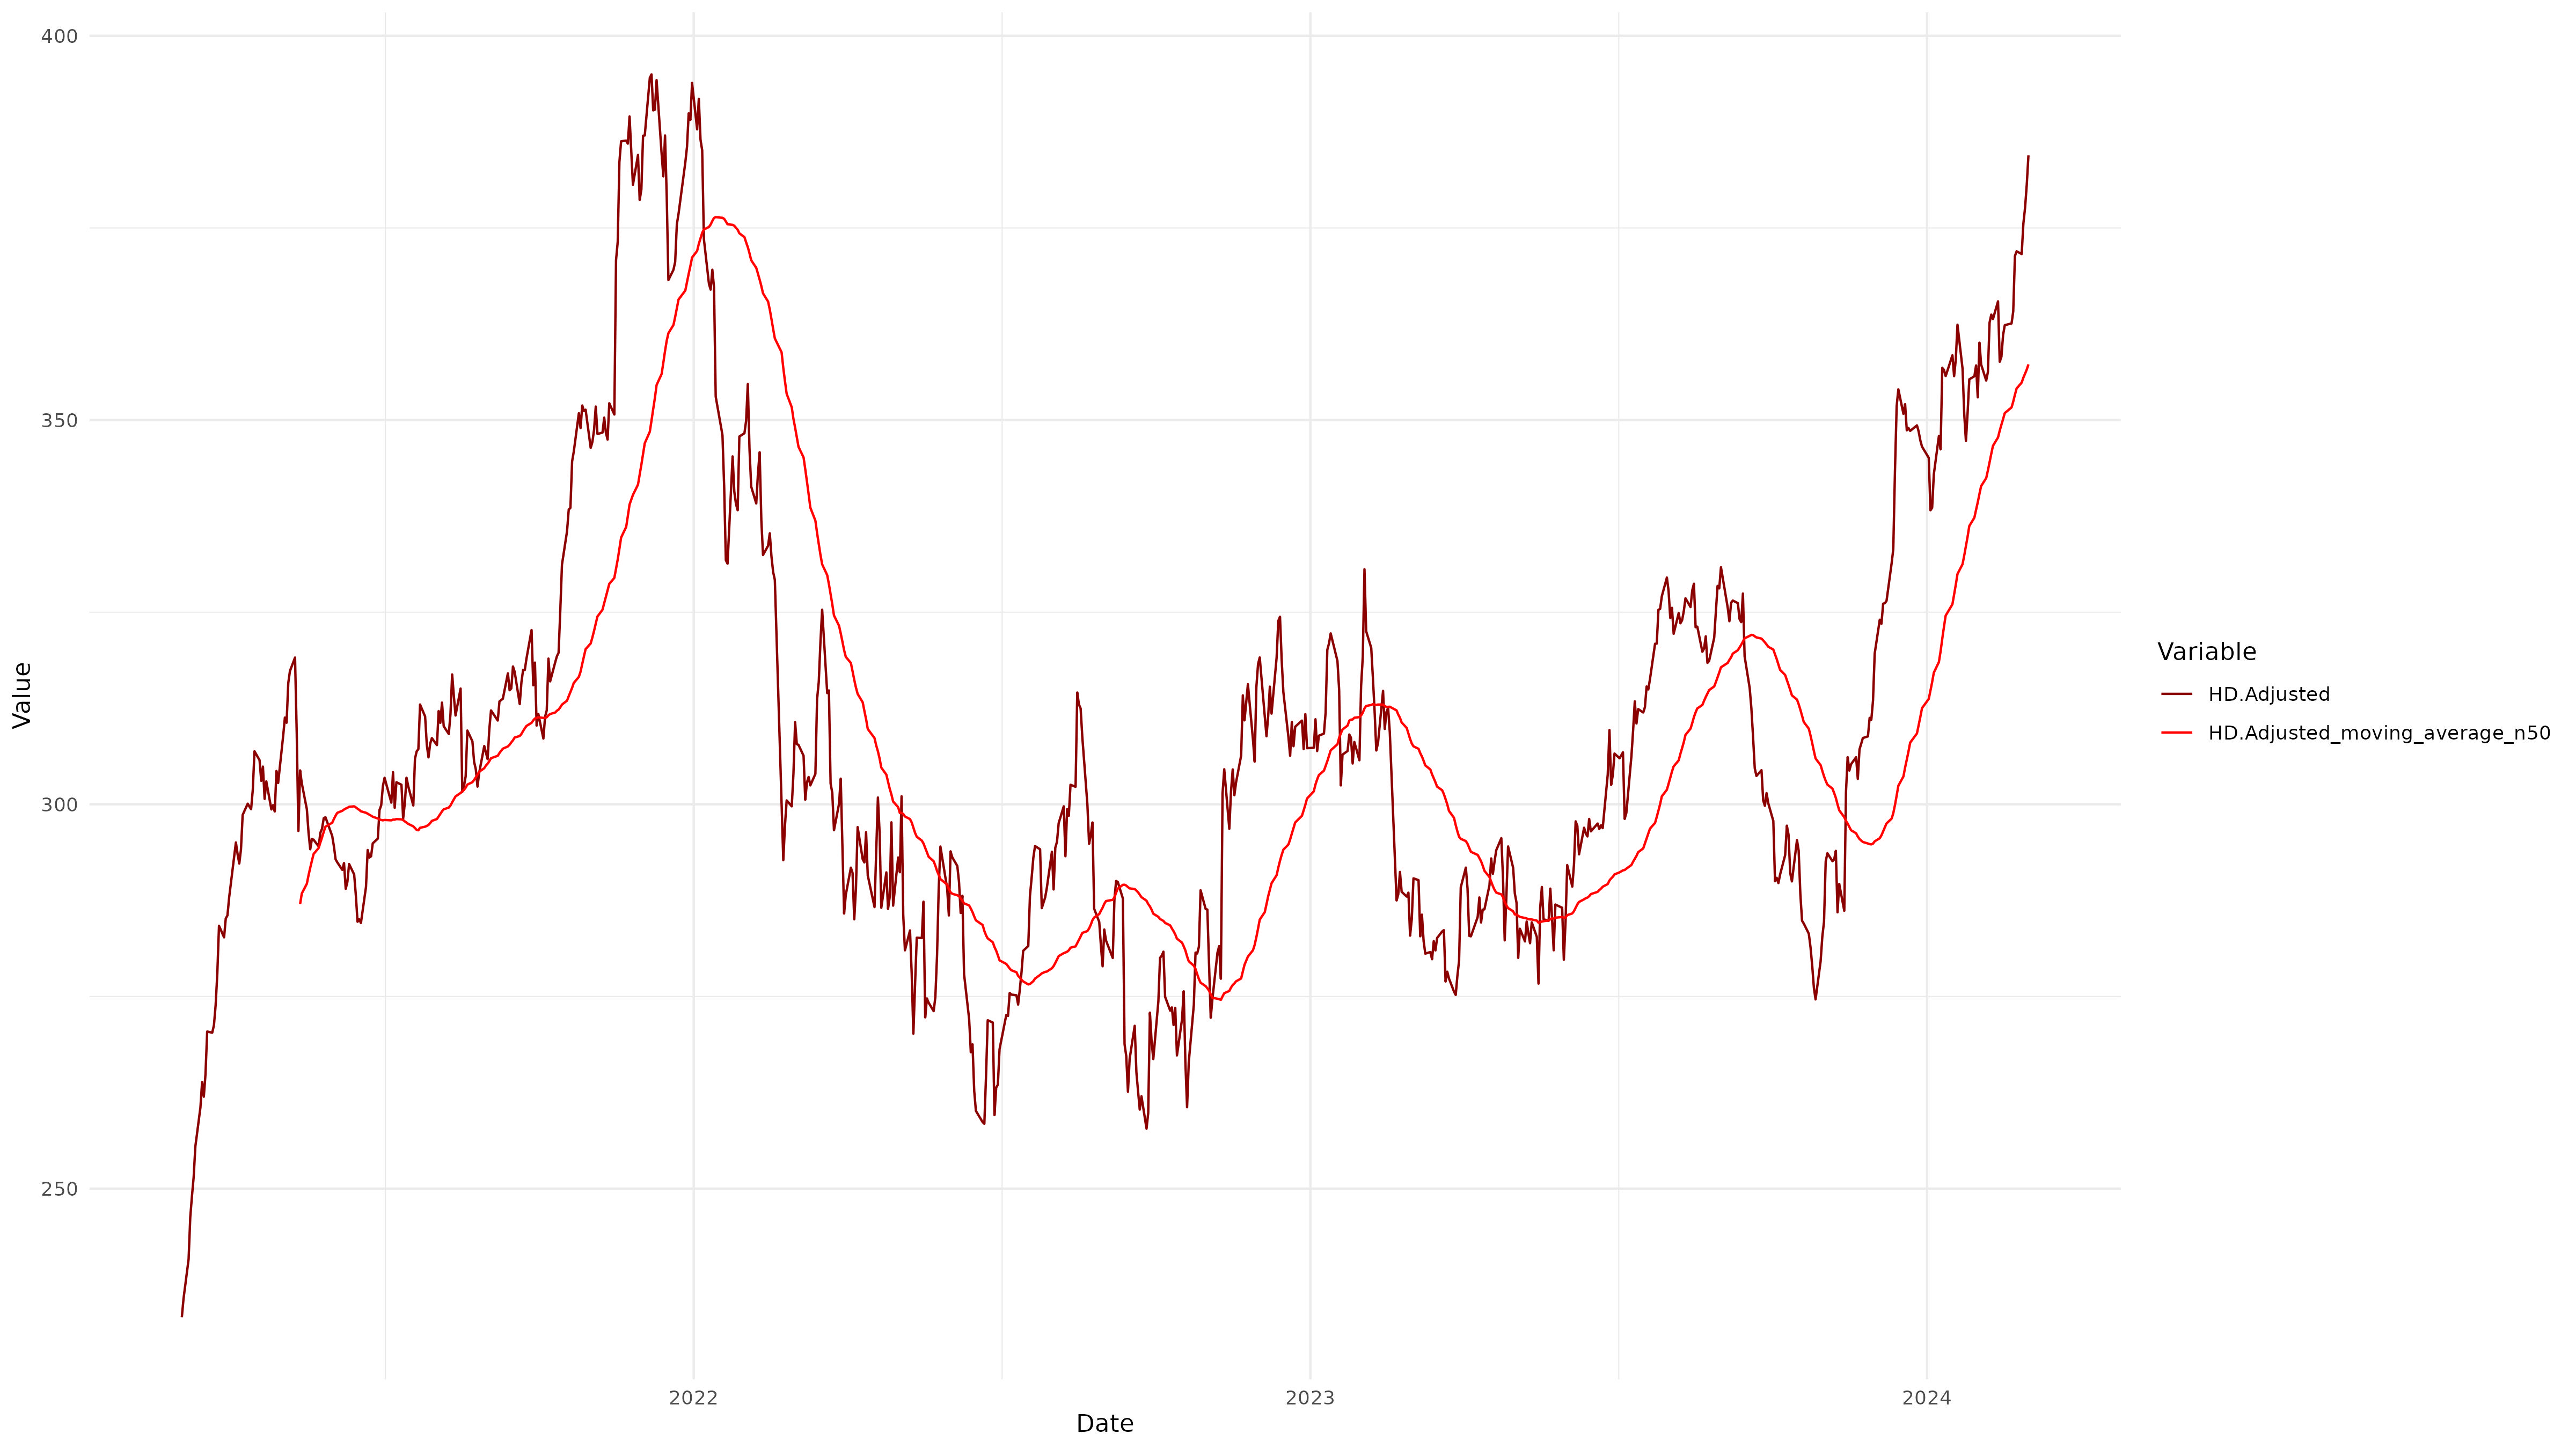 400
350
300
250
Value
2022
2023
2024
Date
Variable
HD.Adjusted
HD.Adjusted_moving_average_n50